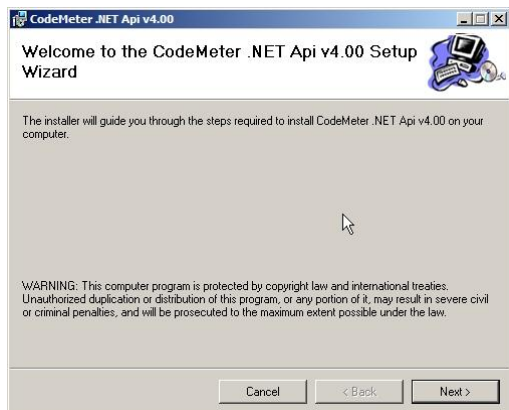 CodeMeter .NET Api v4.00
Welcome to the CodeMeter .NET Api v4.00 Setup
Wizard
The installer will guide you through the steps required to install CodeMeter .NET Api v4.00 on your
computer.
WARNING: This computer program is protected by copyright law and international treaties.
Unauthorized duplication or distribution of this program, or any portion of it, may result in severe civil
or criminal penalties, and will be prosecuted to the maximum extent possible under the law.
Cancel
< Back
Next >